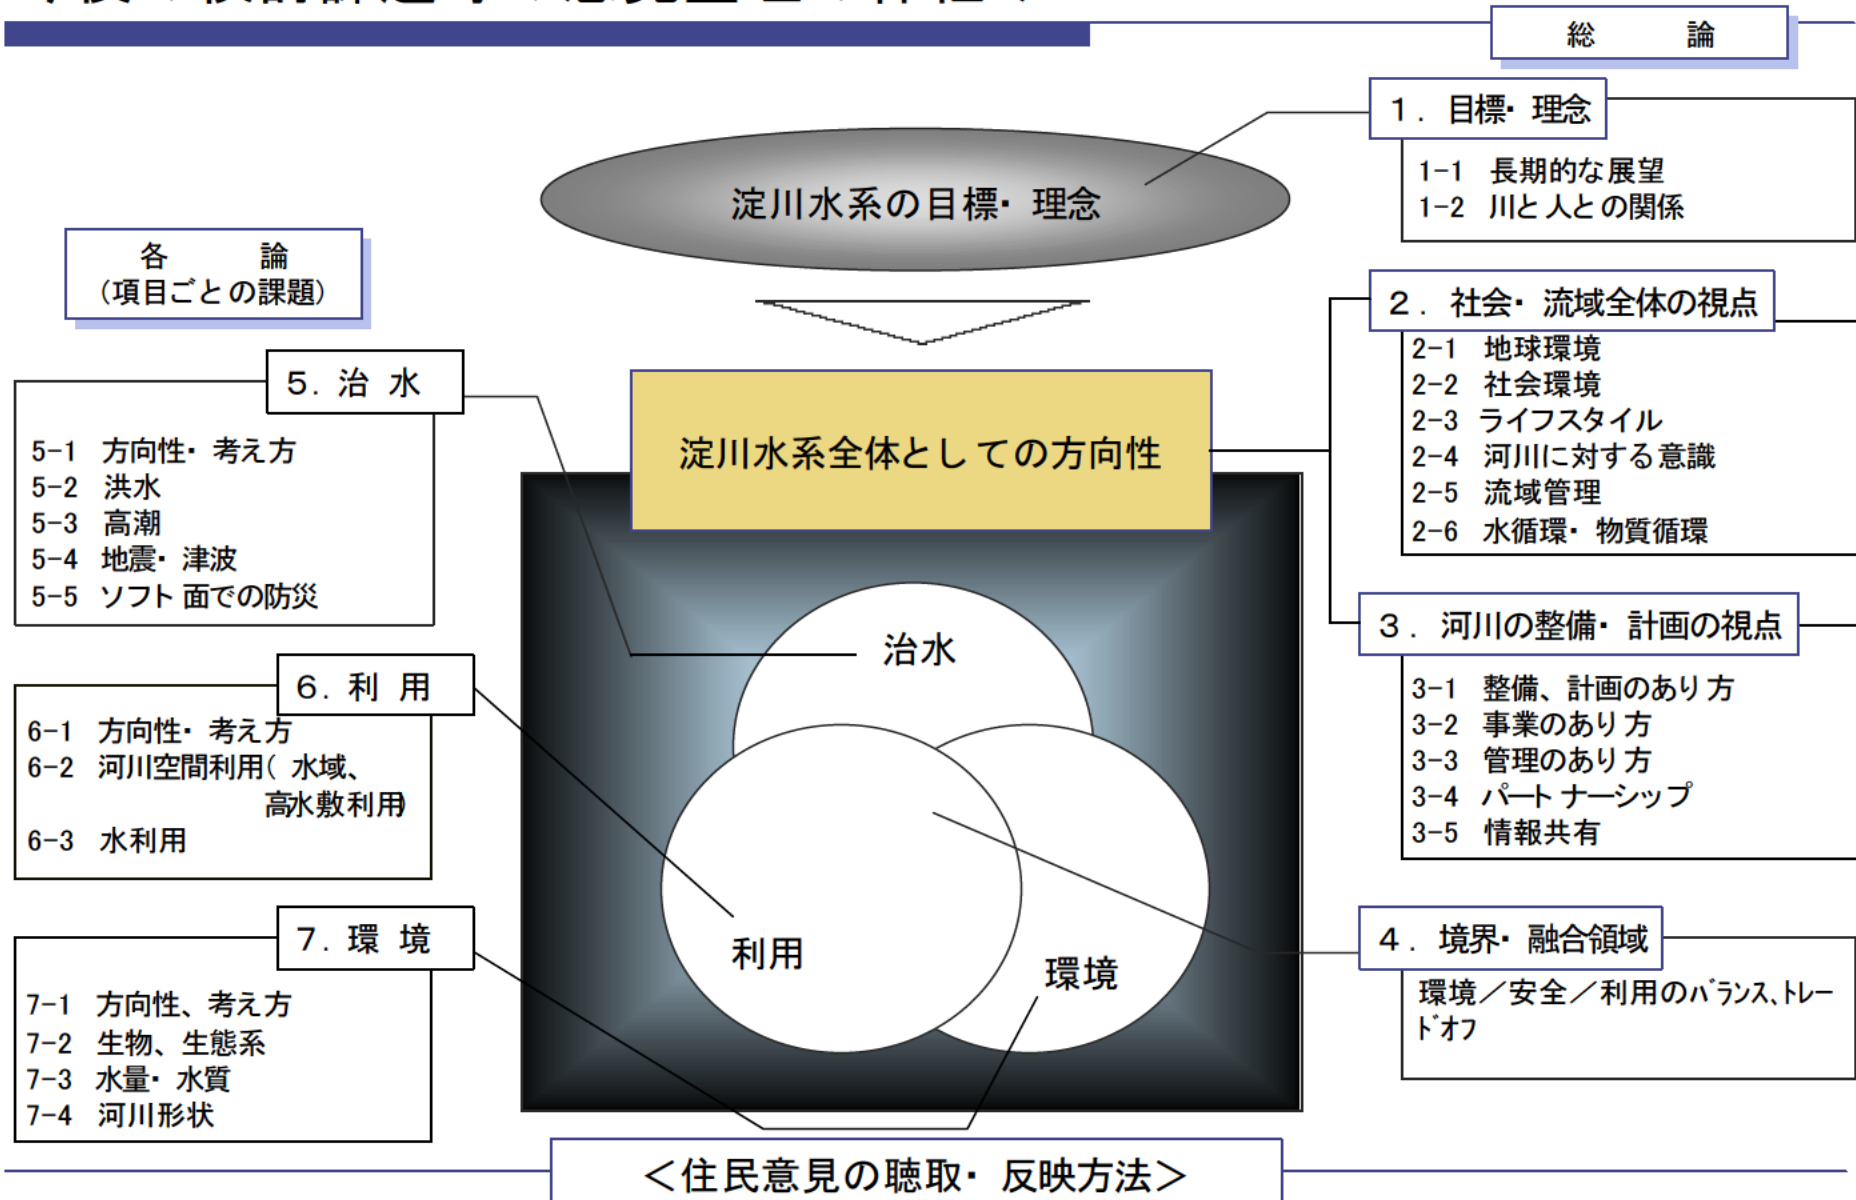 総 論
1. 目標・理念
1-1 長期的な展望
1-2 川と人との関係
淀川水系の目標・理念
各 論
(項目ごとの課題)
2. 社会・流域全体の視点
2-1 地球環境
2-2 社会環境
2-3 ライフスタイル
2-4 河川に対する意識
2-5 流域管理
2-6 水循環・物質循環
淀川水系全体としての方向性
5. 治水
5-1 方向性・考え方
5-2 洪水
5-3 高潮
5-4 地震・津波
5-5 ソフト面での防災
3. 河川の整備・計画の視点
3-1 整備、計画のあり方
3-2 事業のあり方
3-3 管理のあり方
3-4 パートナーシップ
3-5 情報共有
治水
6. 利用
6-1 方向性・考え方
6-2 河川空間利用(水域、
高水敷利用)
6-3 水利用
利用
環境
7. 環境
7-1 方向性、考え方
7-2 生物、生態系
7-3 水量・水質
7-4 河川形状
4. 境界・融合領域
環境/安全/利用のバランス、トレー
ドオフ
<住民意見の聴取・反映方法>